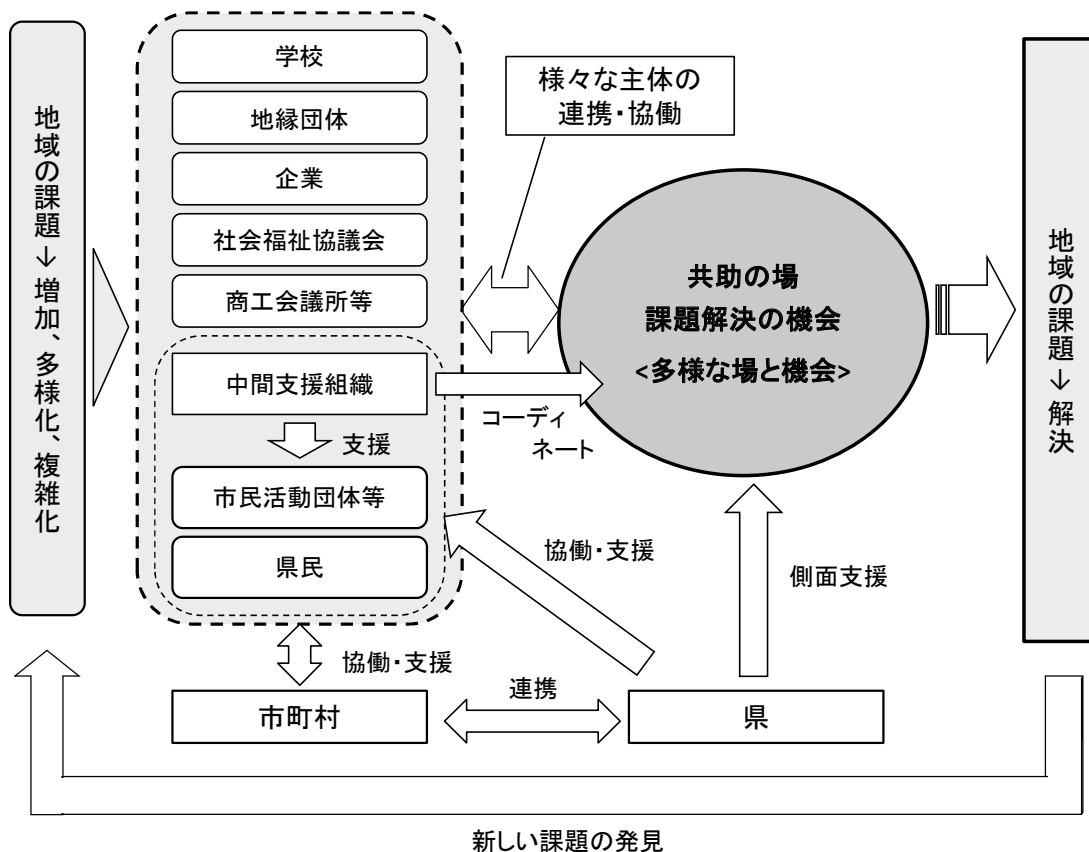 地域の課題→増加、多様化、複雑化
学校
地縁団体
企業
社会福祉協議会
商工会議所等
中間支援組織
支援
市民活動団体等
県民
様々な主体の
連携・協働
共助の場
課題解決の機会
<多様な場と機会>
コーディ
ネート
協働・支援
側面支援
協働・支援
市町村
連携
県
地域の課題→解決
新しい課題の発見